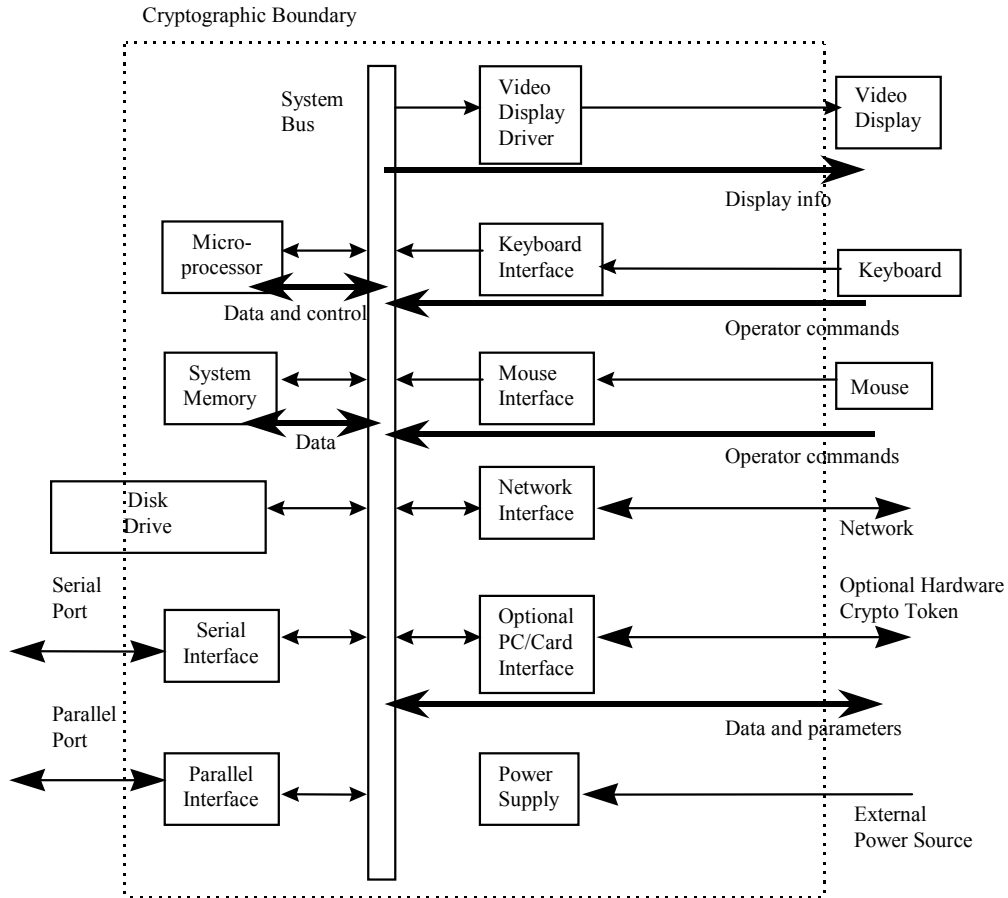 Cryptographic Boundary
System
Bus
Video
Display
Driver
Video
Display
Display info
Micro-
processor
Keyboard
Interface
Keyboard
Data and control
Operator commands
System
Memory
Mouse
Interface
Mouse
Data
Operator commands
Disk
Drive
Network
Interface
Network
Serial
Port
Serial
Interface
Optional
PC/Card
Interface
Optional Hardware
Crypto Token
Data and parameters
Parallel
Port
Parallel
Interface
Power
Supply
External
Power Source